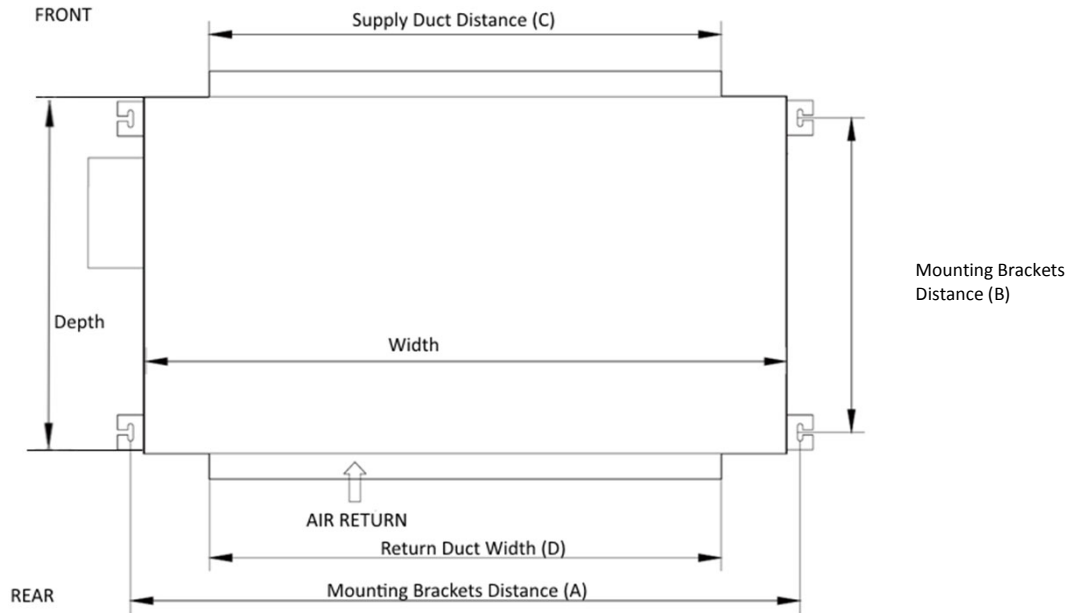 FRONT
Supply Duct Distance (C)
Mounting Brackets
Distance (B)
Depth
Width
AIR RETURN
Return Duct Width (D)
REAR
Mounting Brackets Distance (A)